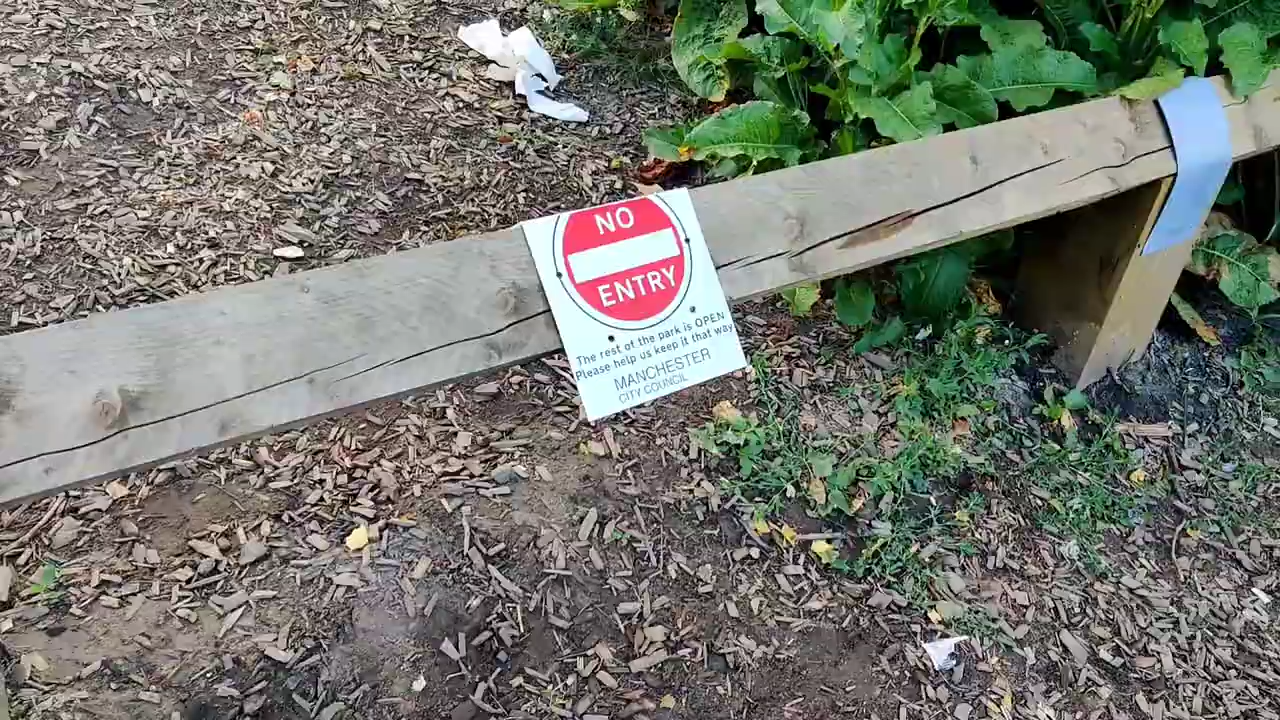 NO
ENTRY
The rest of the park is OPEN
Please help us keep it that way
MANCHESTER
CITY COUNCIL